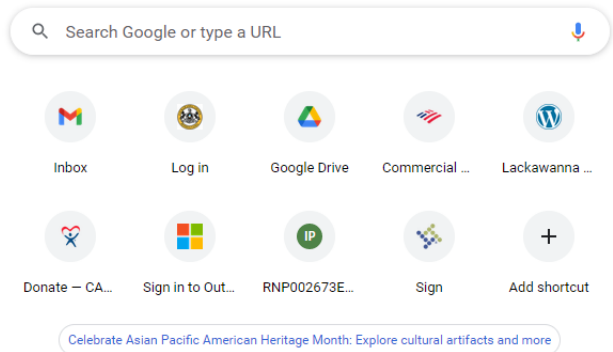 Search Google or type a URL
Inbox
Log in
Google Drive
Commercial ...
Lackawanna ...
Donate — CA...
Sign in to Out...
IP
RNP002673E...
Sign
Add shortcut
Celebrate Asian Pacific American Heritage Month: Explore cultural artifacts and more